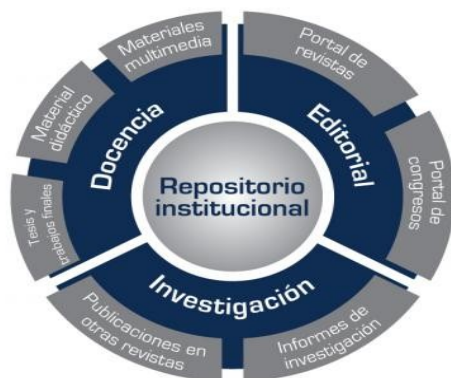 Materiales
multimedia
Portal de
revistas
Material
didáctico
Docencia
Editorial
Portal de
congresos
Repositorio
institucional
Tesis y
trabajos finales
Investigación
Publicaciones en
otras revistas
Informes de
investigación